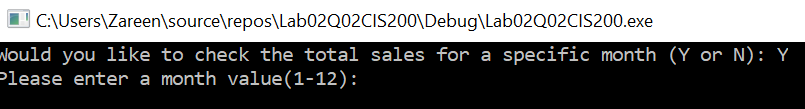 C:\Users\Zareen\source\repos\Lab02Q02CIS200\Debug\Lab02Q02CIS200.exe
Would you like to check the total sales for a specific month (Y or N): Y
Please enter a month value(1-12):